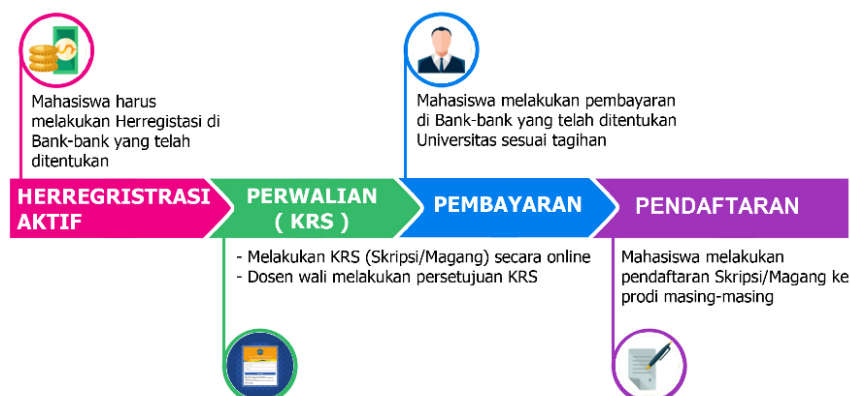 Mahasiswa harus
melakukan Herregistasi di
Bank-bank yang telah
ditentukan
Mahasiswa melakukan pembayaran
di Bank-bank yang telah ditentukan
Universitas sesuai tagihan
HERREGRISTRASI
AKTIF
PERWALIAN
( KRS )
PEMBAYARAN
PENDAFTARAN
- Melakukan KRS (Skripsi/Magang) secara online
- Dosen wali melakukan persetujuan KRS
Mahasiswa melakukan
pendaftaran Skripsi/Magang ke
prodi masing-masing